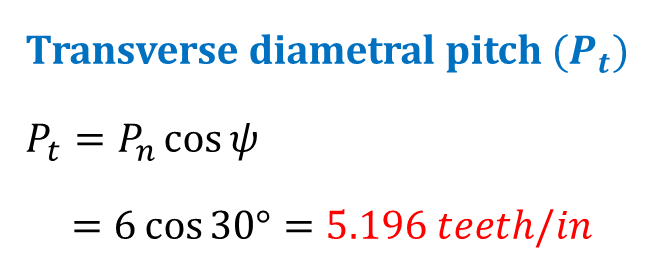 Transverse diametral pitch (Pₜ)
Pₜ = Pₙ cos ψ
= 6 cos 30° = 5.196 teeth/in